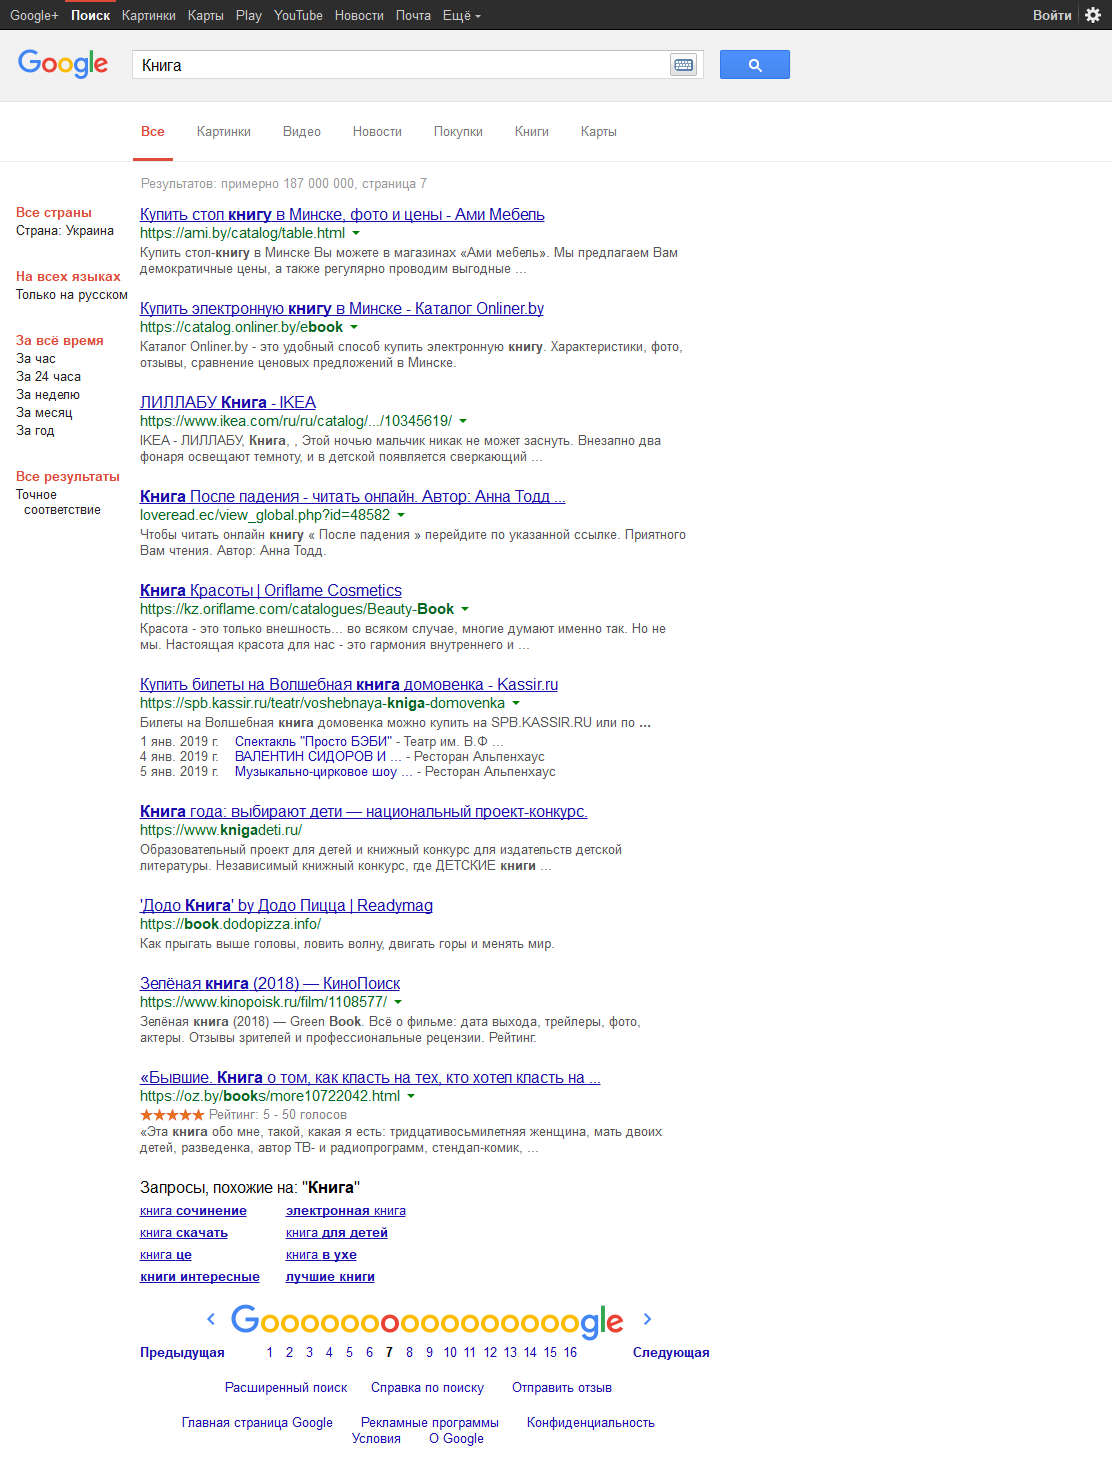 Google+ Поиск Картинки Карты Play YouTube Новости Почта Ещё Войти
Google Книга
Все Картинки Видео Новости Покупки Книги Карты
Результатов: примерно 187 000 000, страница 7
Все страны
Страна: Украина
На всех языках
Только на русском
За всё время
За час
За 24 часа
За неделю
За месяц
За год
Все результаты
Точное
соответствие
Купить стол книгу в Минске, фото и цены - Ами Мебель
https://ami.by/catalog/table.html
Купить стол-книгу в Минске Вы можете в магазинах «Ами мебель». Мы предлагаем Вам
демократичные цены, а также регулярно проводим выгодные ...
Купить электронную книгу в Минске - Каталог Onliner.by
https://catalog.onliner.by/ebook
Каталог Onliner.by - это удобный способ купить электронную книгу. Характеристики, фото,
отзывы, сравнение ценовых предложений в Минске.
ЛИЛЛАБУ Книга - IKEA
https://www.ikea.com/ru/ru/catalog/.../10345619/
IKEA - ЛИЛЛАБУ, Книга, , Этой ночью мальчик никак не может заснуть. Внезапно два
фонаря освещают темноту, и в детской появляется сверкающий ...
Книга После падения - читать онлайн. Автор: Анна Тодд ...
loveread.ec/view_global.php?id=48582
Чтобы читать онлайн книгу « После падения » перейдите по указанной ссылке. Приятного
Вам чтения. Автор: Анна Тодд.
Книга Красоты | Oriflame Cosmetics
https://kz.oriflame.com/catalogues/Beauty-Book
Красота - это только внешность... во всяком случае, многие думают именно так. Но не
мы. Настоящая красота для нас - это гармония внутреннего и ...
Купить билеты на Волшебная книга домовенка - Kassir.ru
https://spb.kassir.ru/teatr/voshebnaya-kniga-domovenka
Билеты на Волшебная книга домовенка можно купить на SPB.KASSIR.RU или по ...
1 янв. 2019 г. Спектакль "Просто БЭБИ" - Театр им. В.Ф ...
4 янв. 2019 г. ВАЛЕНТИН СИДОРОВ И ... - Ресторан Альпенхаус
5 янв. 2019 г. Музыкально-цирковое шоу ... - Ресторан Альпенхаус
Книга года: выбирают дети — национальный проект-конкурс.
https://www.knigadeti.ru/
Образовательный проект для детей и книжный конкурс для издательств детской
литературы. Независимый книжный конкурс, где ДЕТСКИЕ книги ...
'Додо Книга' by Додо Пицца | Readymag
https://book.dodopizza.info/
Как прыгать выше головы, ловить волну, двигать горы и менять мир.
Зелёная книга (2018) — КиноПоиск
https://www.kinopoisk.ru/film/1108577/
Зелёная книга (2018) — Green Book. Всё о фильме: дата выхода, трейлеры, фото,
актеры. Отзывы зрителей и профессиональные рецензии. Рейтинг.
«Бывшие. Книга о том, как класть на тех, кто хотел класть на ...
https://oz.by/books/more10722042.html
Рейтинг: 5 - 50 голосов
«Эта книга обо мне, такой, какая я есть: тридцативосьмилетняя женщина, мать двоих
детей, разведенка, автор ТВ- и радиопрограмм, стендап-комик, ...
Запросы, похожие на: "Книга"
книга сочинение электронная книга
книга скачать книга для детей
книга це книга в ухе
книги интересные лучшие книги
Goooooooooooooooogle
Предыдущая 1 2 3 4 5 6 7 8 9 10 11 12 13 14 15 16 Следующая
Расширенный поиск Справка по поиску Отправить отзыв
Главная страница Google Рекламные программы Конфиденциальность
Условия О Google